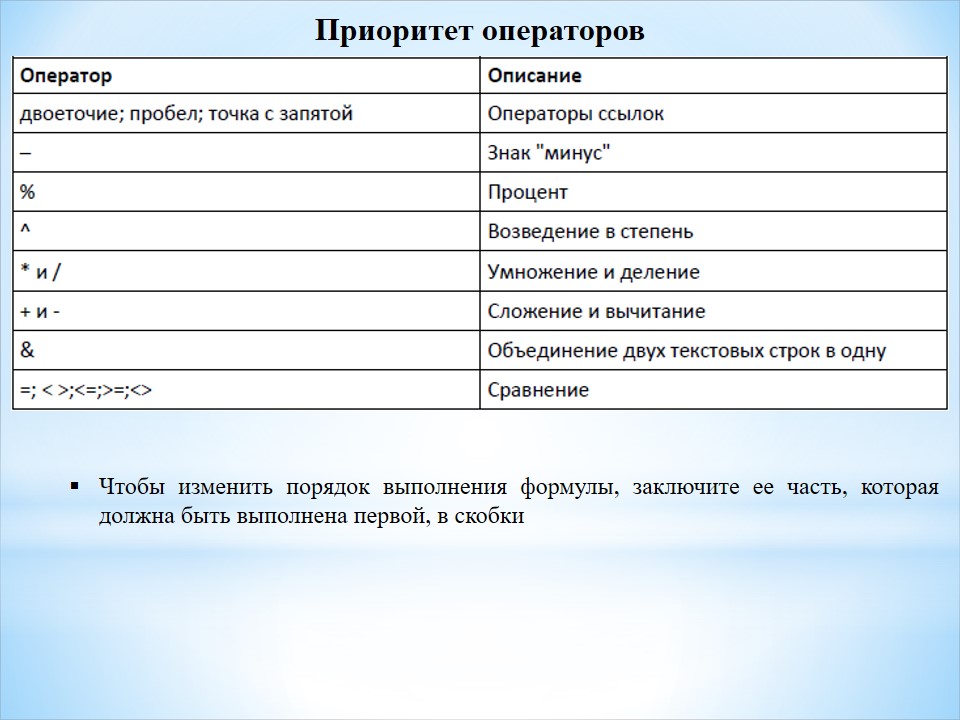 Приоритет операторов
Оператор Описание
двоеточие; пробел; точка с запятой Операторы ссылок
– Знак "минус"
% Процент
^ Возведение в степень
* и / Умножение и деление
+ и - Сложение и вычитание
& Объединение двух текстовых строк в одну
=; < >;<=;>=;<> Сравнение
▪ Чтобы изменить порядок выполнения формулы, заключите ее часть, которая
должна быть выполнена первой, в скобки